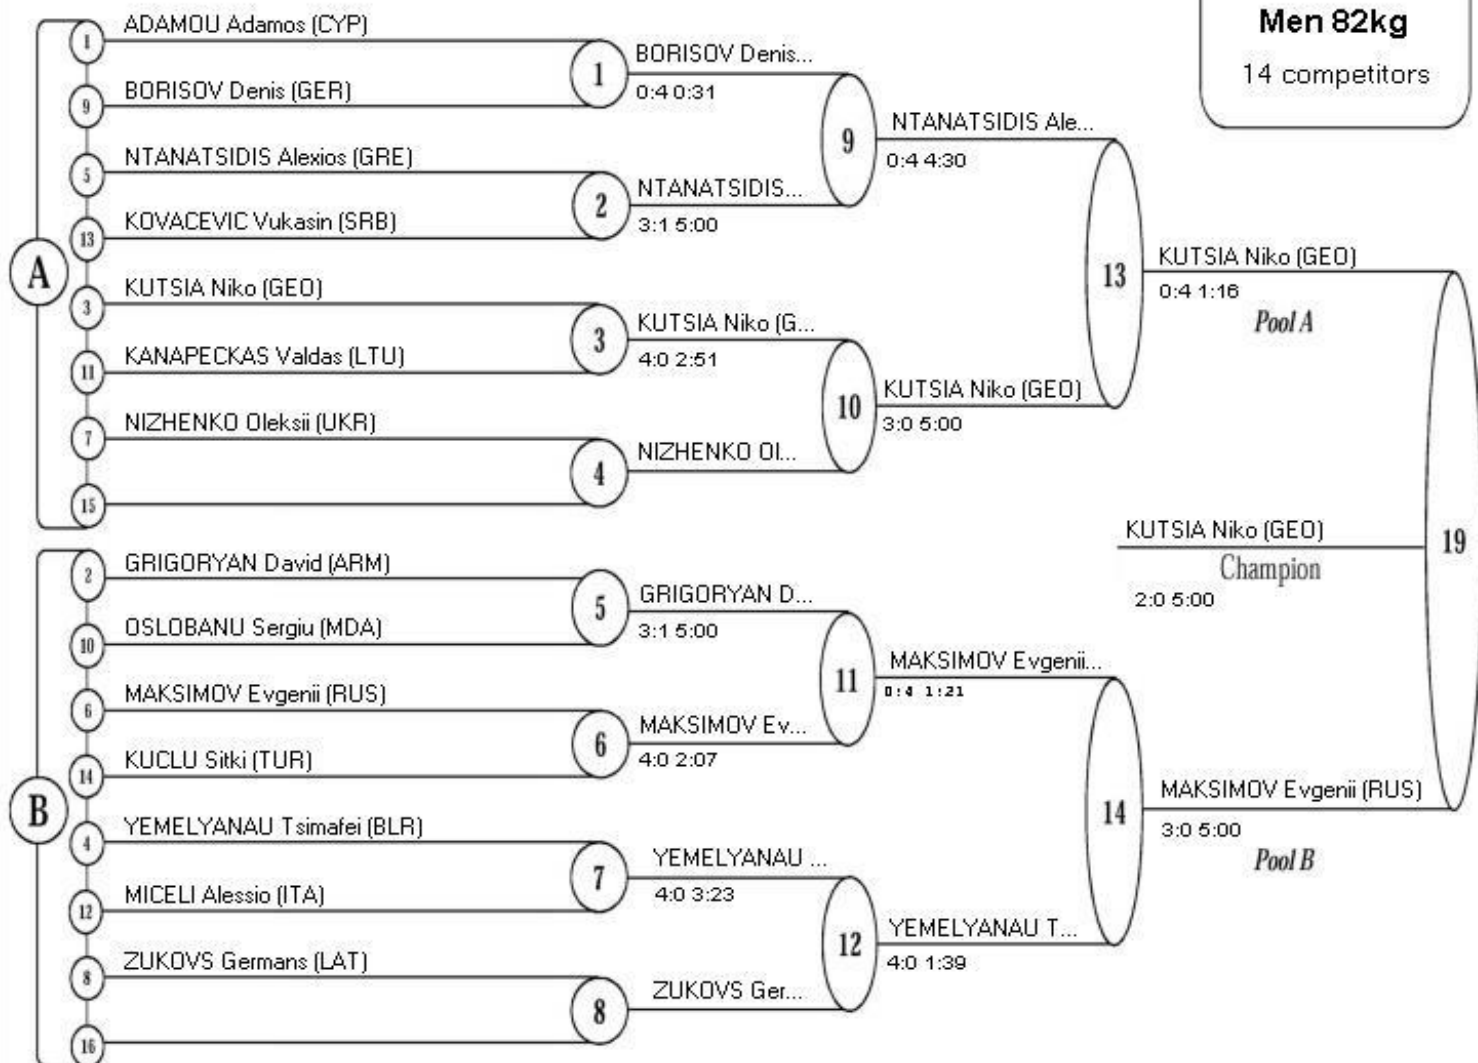 Men 82kg
14 competitors
A
1
ADAMOU Adamos (CYP)
9
BORISOV Denis (GER)
5
NTANATSIDIS Alexios (GRE)
13
KOVACEVIC Vukasin (SRB)
3
KUTSIA Niko (GEO)
11
KANAPECKAS Valdas (LTU)
7
NIZHENKO Oleksii (UKR)
15
B
2
GRIGORYAN David (ARM)
10
OSLOBANU Sergiu (MDA)
6
MAKSIMOV Evgenii (RUS)
14
KUCLU Sitki (TUR)
4
YEMELYANAU Tsimafei (BLR)
12
MICELI Alessio (ITA)
8
ZUKOVS Germans (LAT)
16
1
BORISOV Denis...
0:4 0:31
2
NTANATSIDIS...
3:1 5:00
3
KUTSIA Niko (G...
4:0 2:51
4
NIZHENKO Ol...
5
GRIGORYAN D...
3:1 5:00
6
MAKSIMOV Ev...
4:0 2:07
7
YEMELYANAU ...
4:0 3:23
8
ZUKOVS Ger...
9
NTANATSIDIS Ale...
0:4 4:30
10
KUTSIA Niko (GEO)
3:0 5:00
11
MAKSIMOV Evgenii...
0:4 1:21
12
YEMELYANAU T...
4:0 1:39
13
KUTSIA Niko (GEO)
0:4 1:16
Pool A
14
MAKSIMOV Evgenii (RUS)
3:0 5:00
Pool B
19
KUTSIA Niko (GEO)
Champion
2:0 5:00